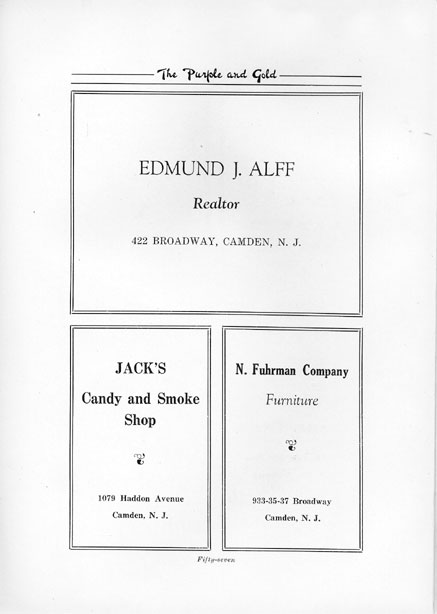 The Purple and Gold
EDMUND J. ALFF
Realtor
422 BROADWAY, CAMDEN, N. J.
JACK'S
Candy and Smoke
Shop
1079 Haddon Avenue
Camden, N. J.
N. Fuhrman Company
Furniture
933-35-37 Broadway
Camden, N. J.
Fifty-seven